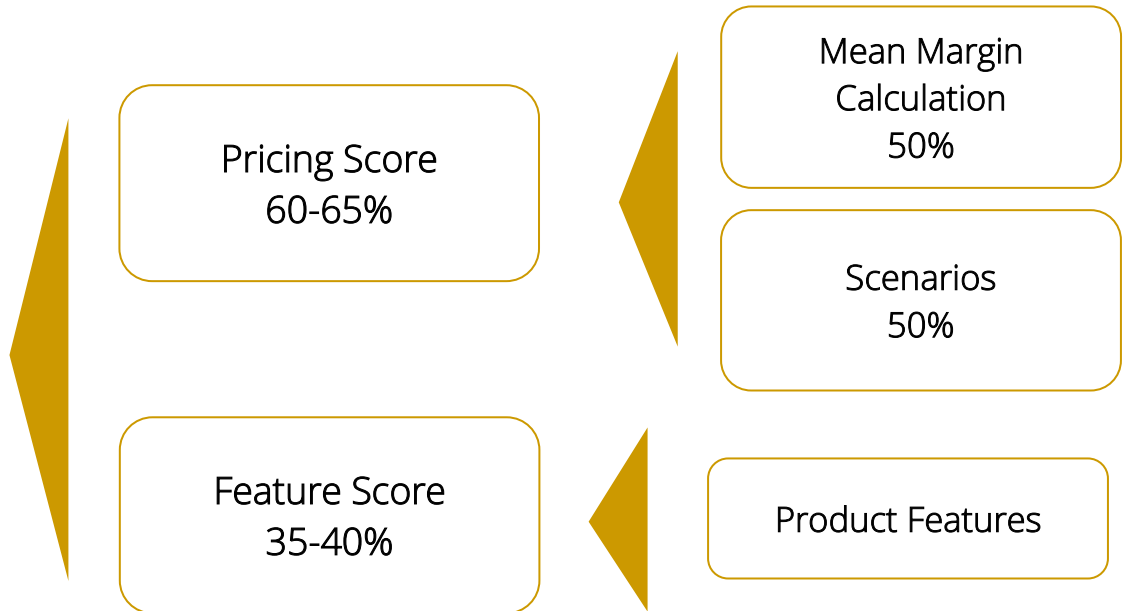 Mean Margin
Calculation
50%
Pricing Score
60-65%
Scenarios
50%
Feature Score
35-40%
Product Features